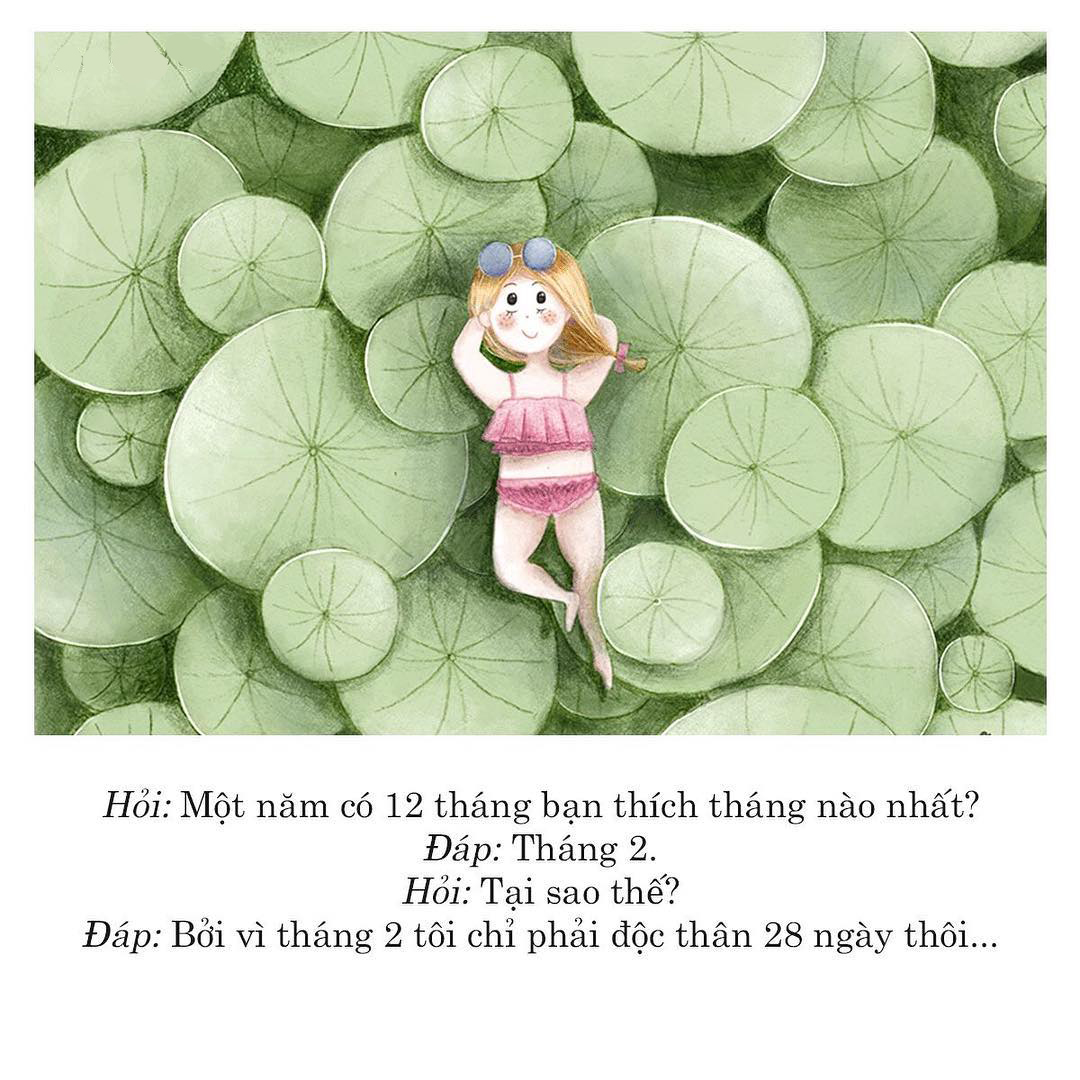 Hỏi: Một năm có 12 tháng bạn thích tháng nào nhất?
Đáp: Tháng 2.
Hỏi: Tại sao thế?
Đáp: Bởi vì tháng 2 tôi chỉ phải độc thân 28 ngày thôi...